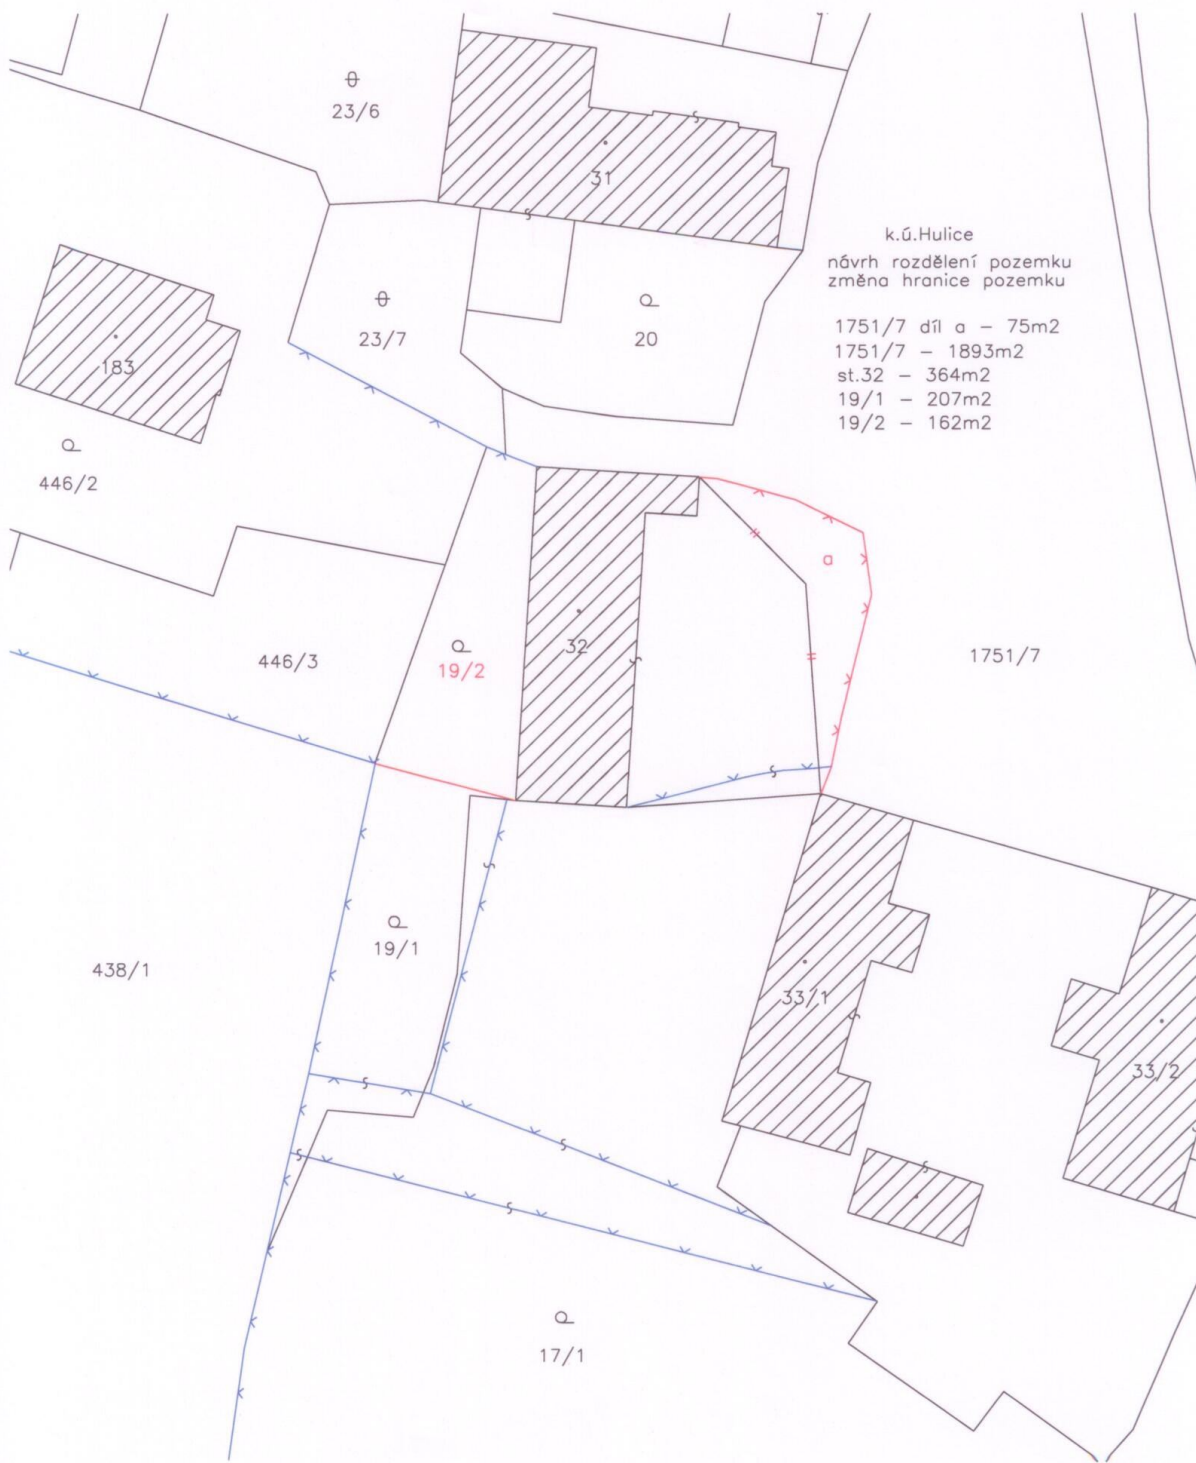 23/6
31
k.ú.Hulice
návrh rozdělení pozemku
změna hranice pozemku
23/7
20
1751/7 díl a – 75m2
1751/7 – 1893m2
st.32 – 364m2
19/1 – 207m2
19/2 – 162m2
183
446/2
a
32
446/3
19/2
1751/7
19/1
438/1
33/1
33/2
17/1